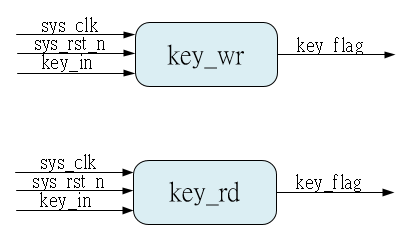 sys_clk
sys_rst_n
key_in
key_wr
key_flag
sys_clk
sys_rst_n
key_in
key_rd
key_flag